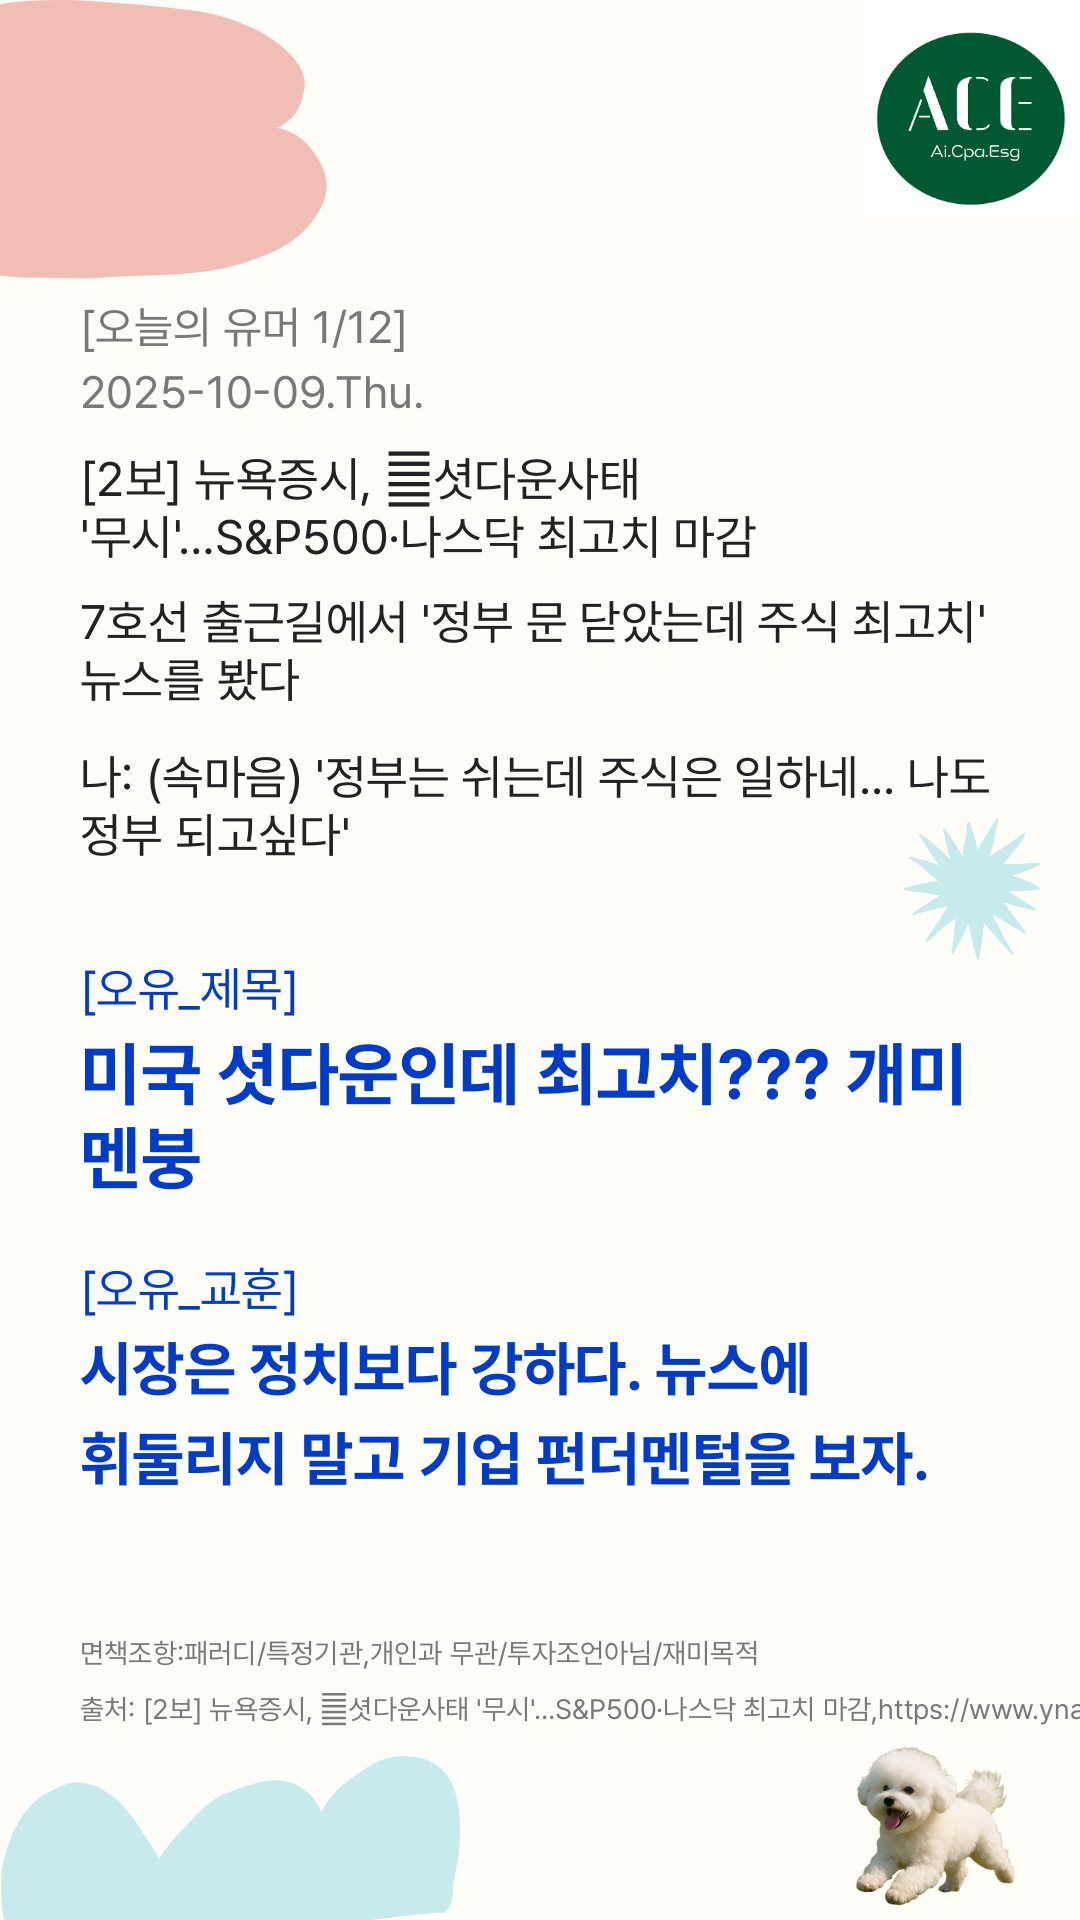 ACE
Ai.Cpa.Esg
[오늘의 유머 1/12]
2025-10-09.Thu.
[2보] 뉴욕증시, 셧다운사태
'무시'…S&P500·나스닥 최고치 마감
7호선 출근길에서 '정부 문 닫았는데 주식 최고치'
뉴스를 봤다
나: (속마음) '정부는 쉬는데 주식은 일하네... 나도
정부 되고싶다'
[오유_제목]
미국 셧다운인데 최고치??? 개미
멘붕
[오유_교훈]
시장은 정치보다 강하다. 뉴스에
휘둘리지 말고 기업 펀더멘털을 보자.
면책조항:패러디/특정기관,개인과 무관/투자조언아님/재미목적
출처: [2보] 뉴욕증시, 셧다운사태 '무시'…S&P500·나스닥 최고치 마감,https://www.yna